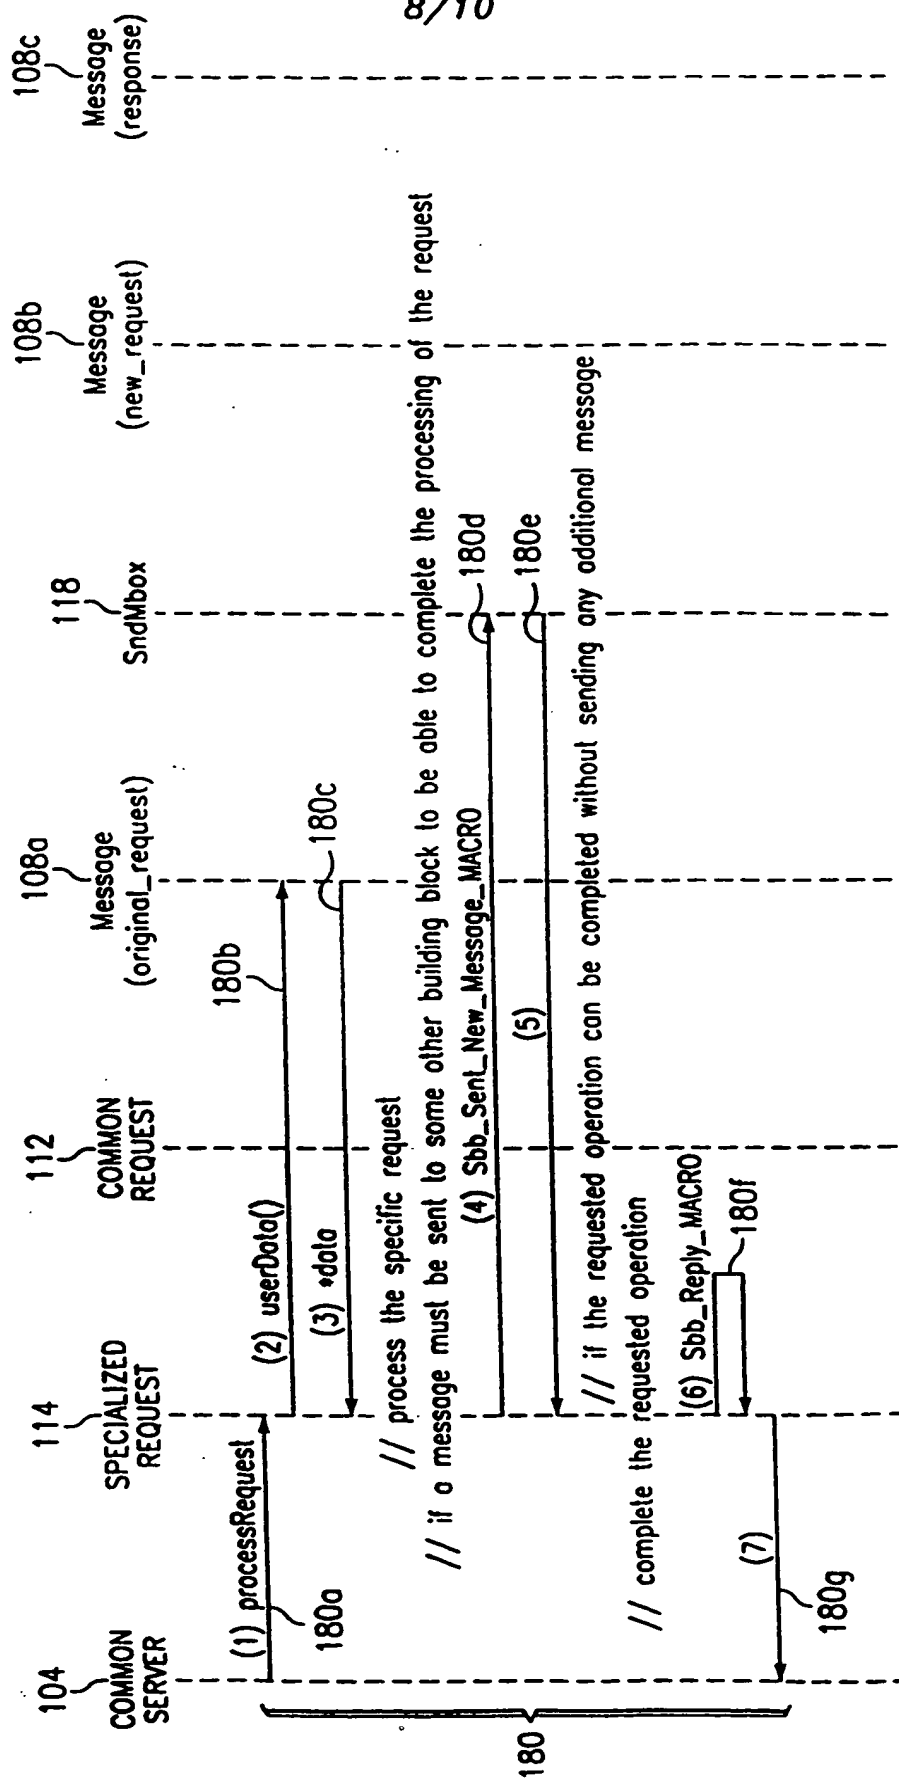 8/10
104
COMMON
SERVER
114
SPECIALIZED
REQUEST
112
COMMON
REQUEST
108a
Message
(original_request)
118
SndMbox
108b
Message
(new_request)
108c
Message
(response)
(1) processRequest
180a
(2) userData()
180b
(3) *data
180c
// process the specific request
// if a message must be sent to some other building block to be able to complete the processing of the request
(4) Sbb_Sent_New_Message_MACRO
180d
(5)
180e
// if the requested operation can be completed without sending any additional message
// complete the requested operation
(6) Sbb_Reply_MACRO
180f
(7)
180g
180